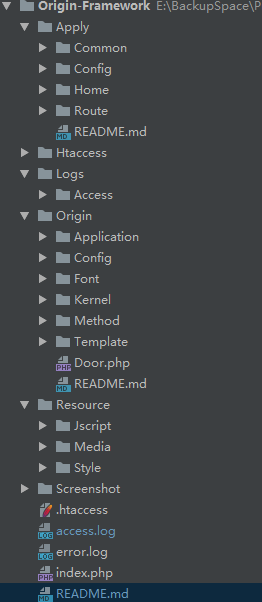 Origin-Framework E:\BackupSpace\P
Apply
Common
Config
Home
Route
README.md
Htaccess
Logs
Access
Origin
Application
Config
Font
Kernel
Method
Template
Door.php
README.md
Resource
Jscript
Media
Style
Screenshot
.htaccess
access.log
error.log
index.php
README.md